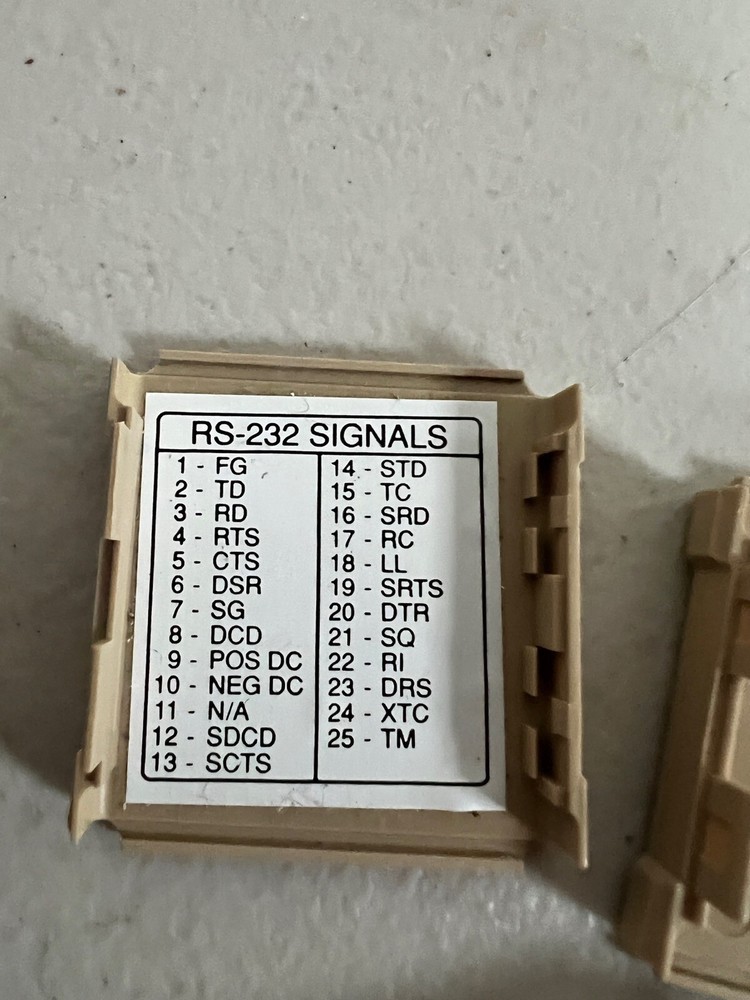 RS-232 SIGNALS
1 - FG
2 - TD
3 - RD
4 - RTS
5 - CTS
6 - DSR
7 - SG
8 - DCD
9 - POS DC
10 - NEG DC
11 - N/A
12 - SDCD
13 - SCTS
14 - STD
15 - TC
16 - SRD
17 - RC
18 - LL
19 - SRTS
20 - DTR
21 - SQ
22 - RI
23 - DRS
24 - XTC
25 - TM